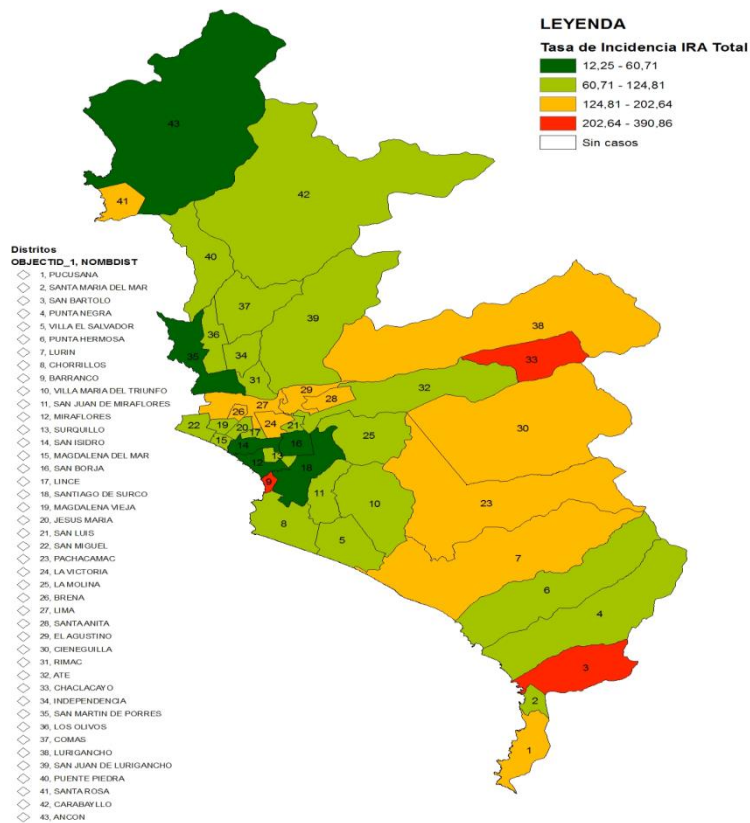 LEYENDA
Tasa de Incidencia IRA Total
12,25 - 60,71
60,71 - 124,81
124,81 - 202,64
202,64 - 390,86
Sin casos
Distritos
OBJECTID_1, NOMBDIST
1, PUCUSANA
2, SANTA MARIA DEL MAR
3, SAN BARTOLO
4, PUNTA NEGRA
5, VILLA EL SALVADOR
6, PUNTA HERMOSA
7, LURIN
8, CHORRILLOS
9, BARRANCO
10, VILLA MARIA DEL TRIUNFO
11, SAN JUAN DE MIRAFLORES
12, MIRAFLORES
13, SURQUILLO
14, SAN ISIDRO
15, MAGDALENA DEL MAR
16, SAN BORJA
17, LINCE
18, SANTIAGO DE SURCO
19, MAGDALENA VIEJA
20, JESUS MARIA
21, SAN LUIS
22, SAN MIGUEL
23, PACHACAMAC
24, LA VICTORIA
25, LA MOLINA
26, BRENA
27, LIMA
28, SANTA ANITA
29, EL AGUSTINO
30, CIENEGUILLA
31, RIMAC
32, ATE
33, CHACLACAYO
34, INDEPENDENCIA
35, SAN MARTIN DE PORRES
36, LOS OLIVOS
37, COMAS
38, LURIGANCHO
39, SAN JUAN DE LURIGANCHO
40, PUENTE PIEDRA
41, SANTA ROSA
42, CARABAYLLO
43, ANCON
43
42
41
40
37
39
38
36
35
34
33
31
32
29
28
27
26
24
30
22
19
20
17
21
15
14
16
25
12
18
9
11
10
23
8
5
7
6
4
3
2
1